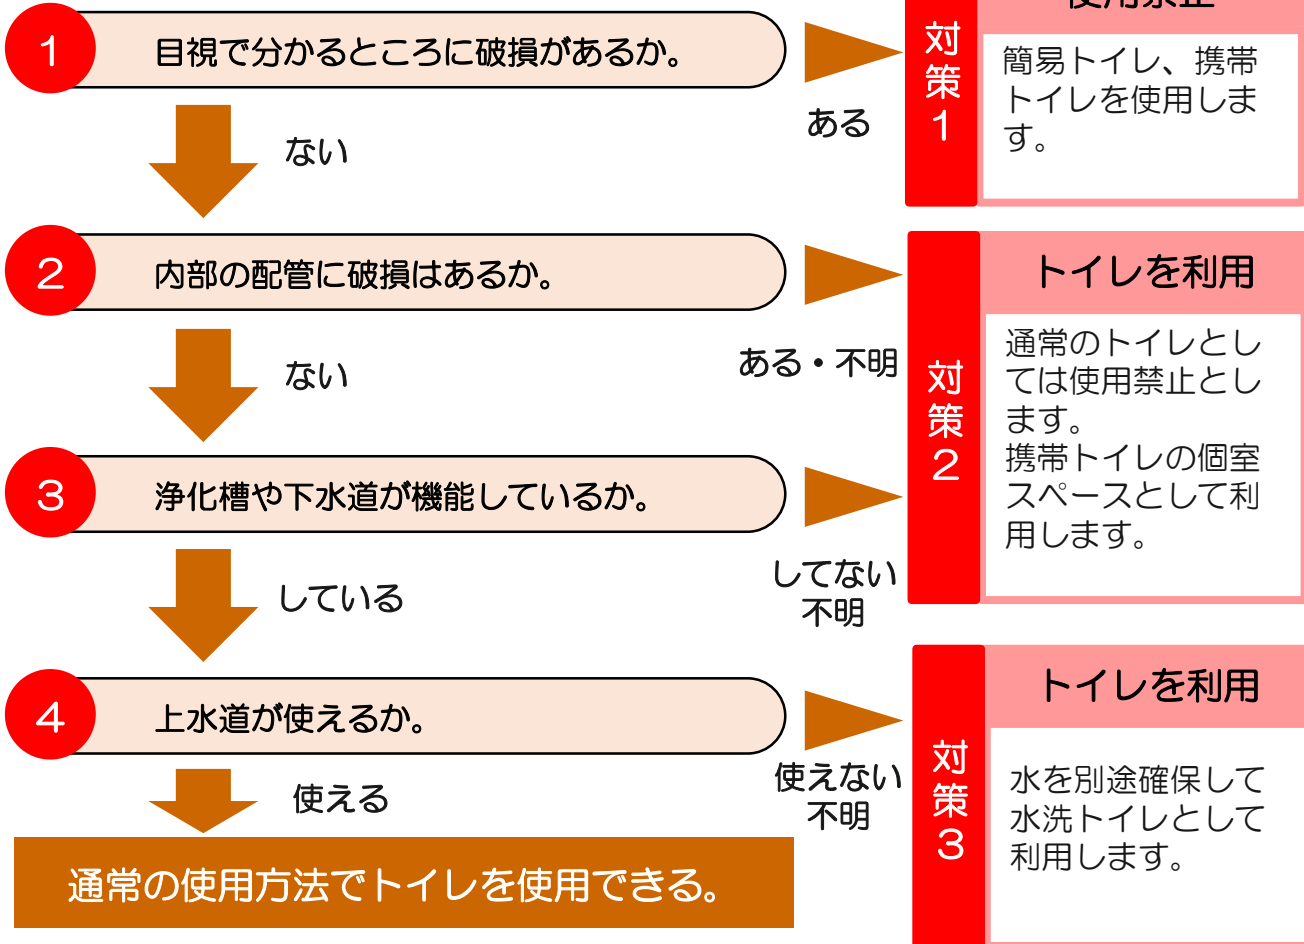 使用禁止
1
目視で分かるところに破損があるか。
ある
ない
対策1
簡易トイレ、携帯
トイレを使用しま
す。
2
内部の配管に破損はあるか。
ある・不明
ない
対策2
トイレを利用
通常のトイレとし
ては使用禁止とし
ます。
携帯トイレの個室
スペースとして利
用します。
3
浄化槽や下水道が機能しているか。
してない
不明
している
4
上水道が使えるか。
使えない
不明
使える
対策3
トイレを利用
水を別途確保して
水洗トイレとして
利用します。
通常の使用方法でトイレを使用できる。